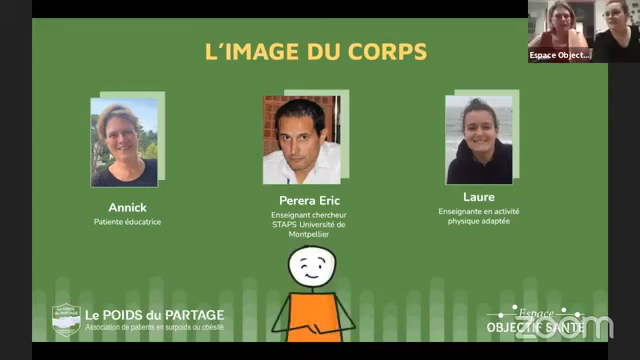 L'IMAGE DU CORPS
Espace Object...
Annick
Patiente éducatrice
Perera Eric
Enseignant chercheur
STAPS Université de
Montpellier
Laure
Enseignante en activité
physique adaptée
Le POIDS du PARTAGE
Association de patients en surpoids ou obésité
Espace
OBJECTIF SANTÉ
zoom